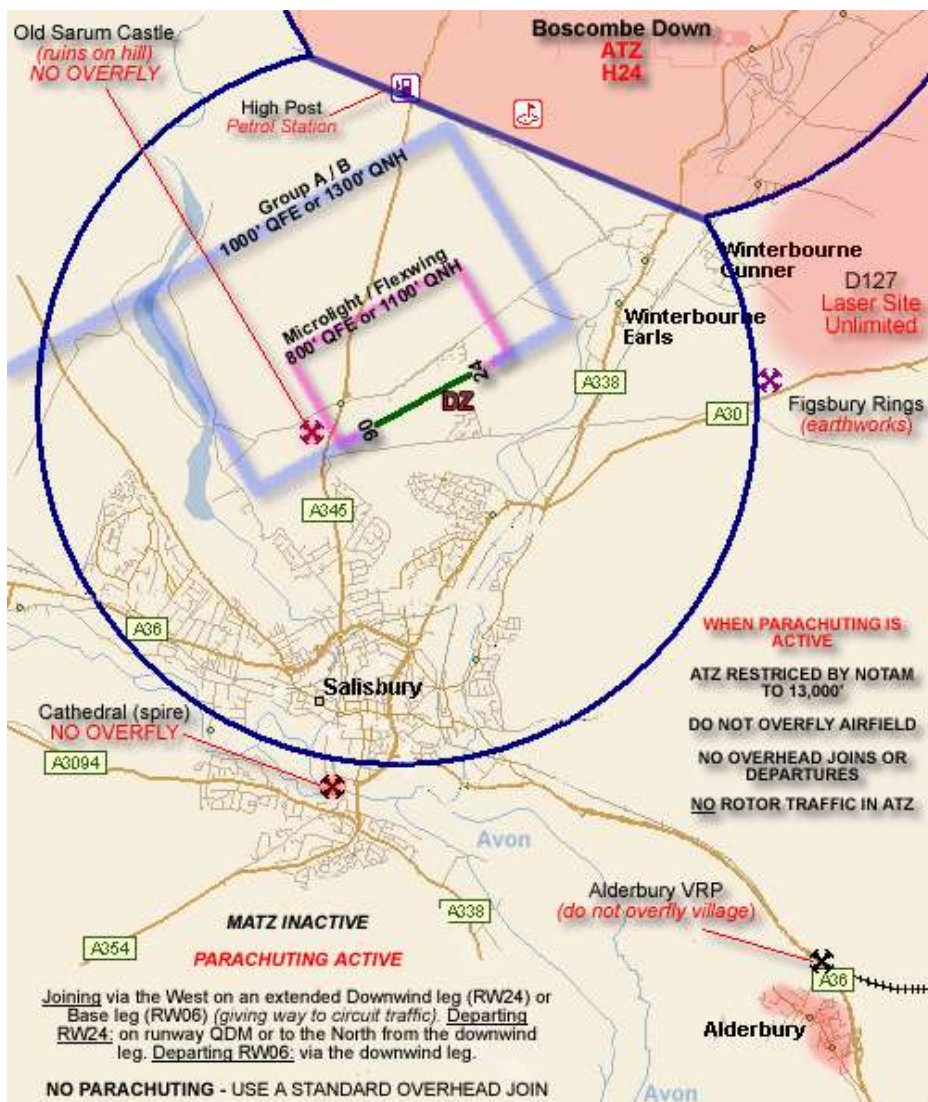 Old Sarum Castle
(ruins on hill)
NO OVERFLY
Boscombe Down
ATZ
H24
High Post
Petrol Station
Group A / B
1000' QFE or 1300' QNH
Winterbourne
Gunner
D127
Laser Site
Unlimited
Microlight / Flexwing
800' QFE or 1100' QNH
Winterbourne
Earls
24
DZ
06
A338
A30
Figsbury Rings
(earthworks)
A345
A36
WHEN PARACHUTING IS
ACTIVE
ATZ RESTRICED BY NOTAM
TO 13,000'
DO NOT OVERFLY AIRFIELD
NO OVERHEAD JOINS OR
DEPARTURES
NO ROTOR TRAFFIC IN ATZ
Salisbury
Cathedral (spire)
NO OVERFLY
A3094
Avon
Alderbury VRP
(do not overfly village)
A338
A354
MATZ INACTIVE
PARACHUTING ACTIVE
A36
Joining via the West on an extended Downwind leg (RW24) or
Base leg (RW06) (giving way to circuit traffic). Departing
RW24: on runway QDM or to the North from the downwind
leg. Departing RW06: via the downwind leg.
Alderbury
NO PARACHUTING - USE A STANDARD OVERHEAD JOIN
Avon